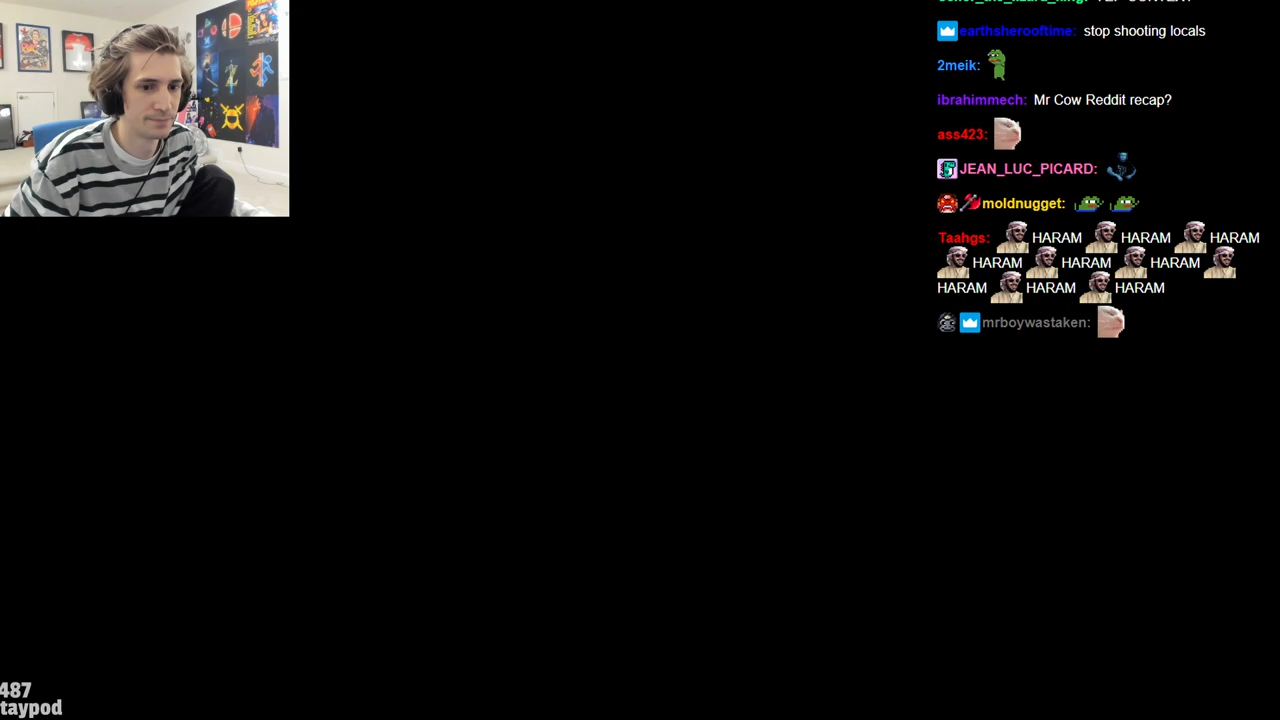 earthsherooftime: stop shooting locals
2meik:
ibrahimmech: Mr Cow Reddit recap?
ass423:
JEAN_LUC_PICARD:
moldnugget:
Taahgs: HARAM HARAM HARAM
HARAM HARAM HARAM
HARAM HARAM HARAM
mrboywastaken:
487
taypod